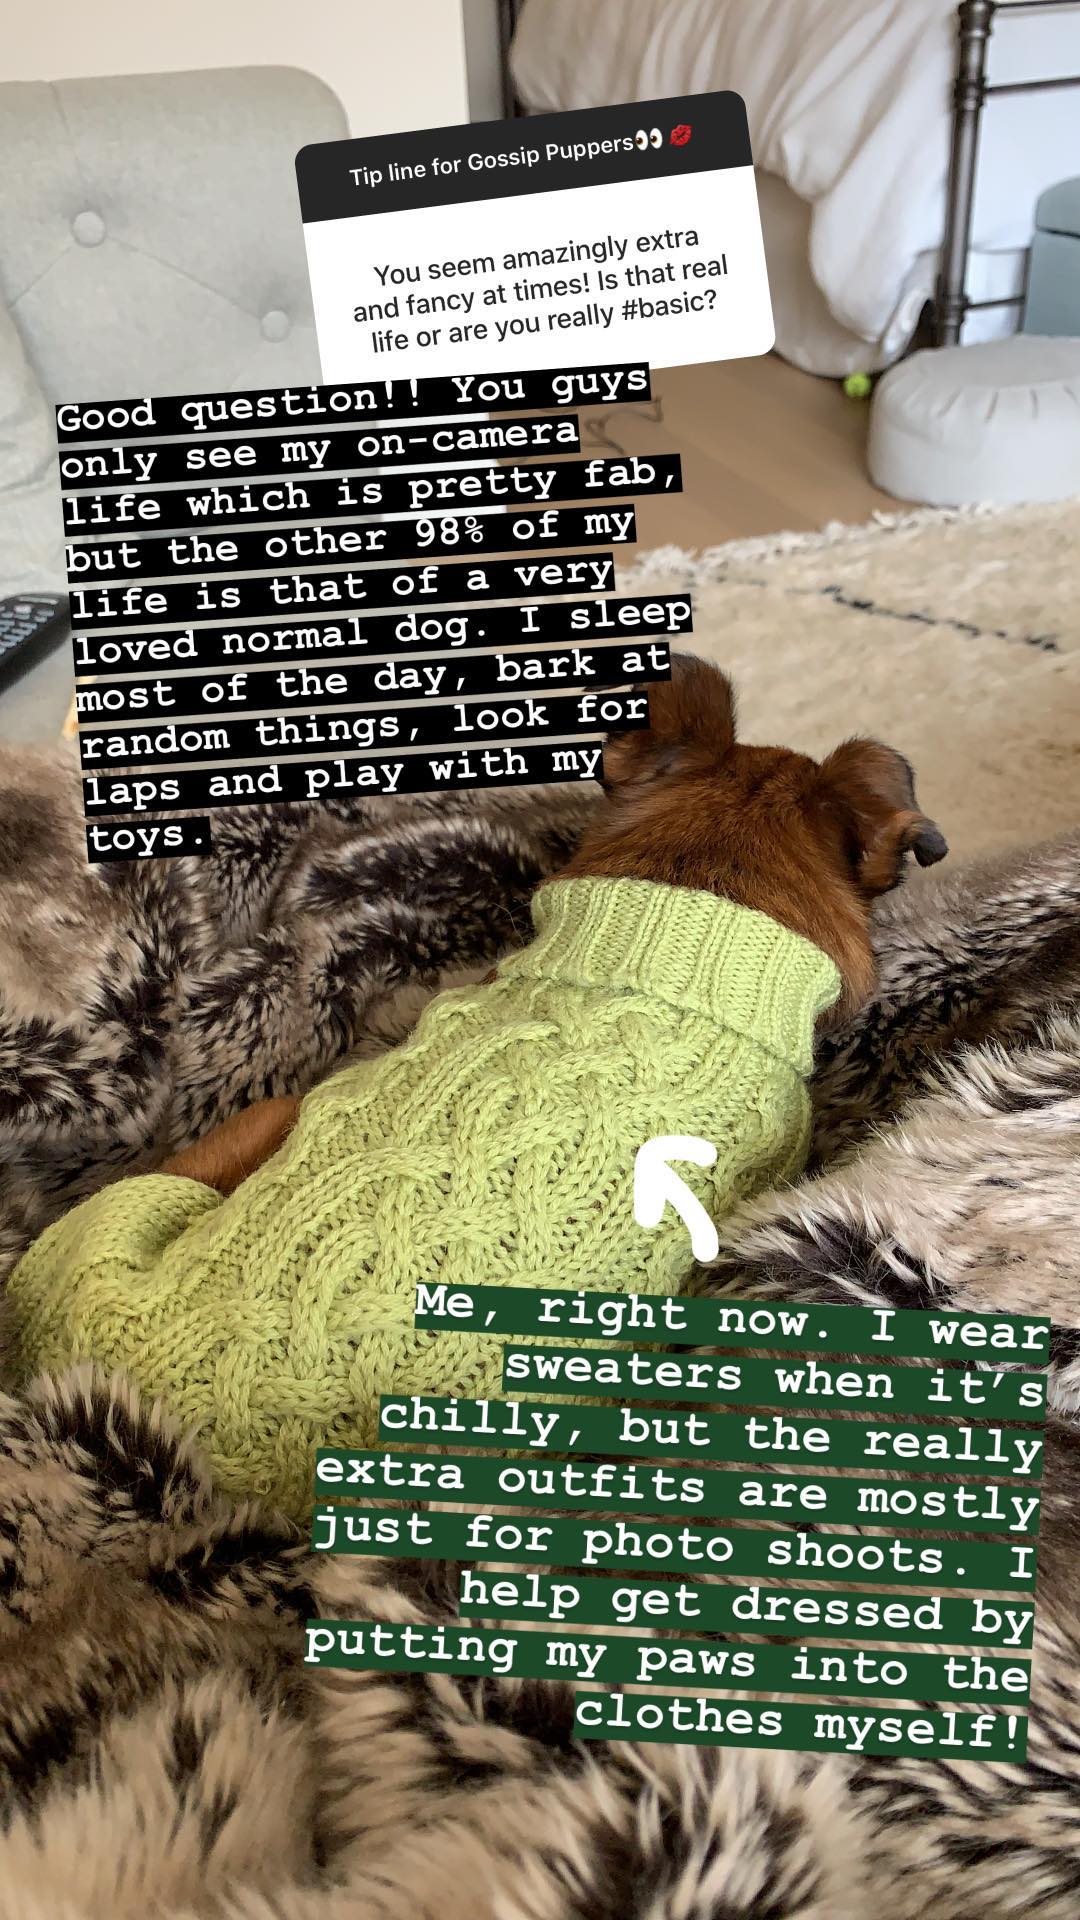 Tip line for Gossip Puppers👀 💋
You seem amazingly extra
and fancy at times! Is that real
life or are you really #basic?
Good question!! You guys
only see my on-camera
life which is pretty fab,
but the other 98% of my
life is that of a very
loved normal dog. I sleep
most of the day, bark at
random things, look for
laps and play with my
toys.
Me, right now. I wear
sweaters when it's
chilly, but the really
extra outfits are mostly
just for photo shoots. I
help get dressed by
putting my paws into the
clothes myself!